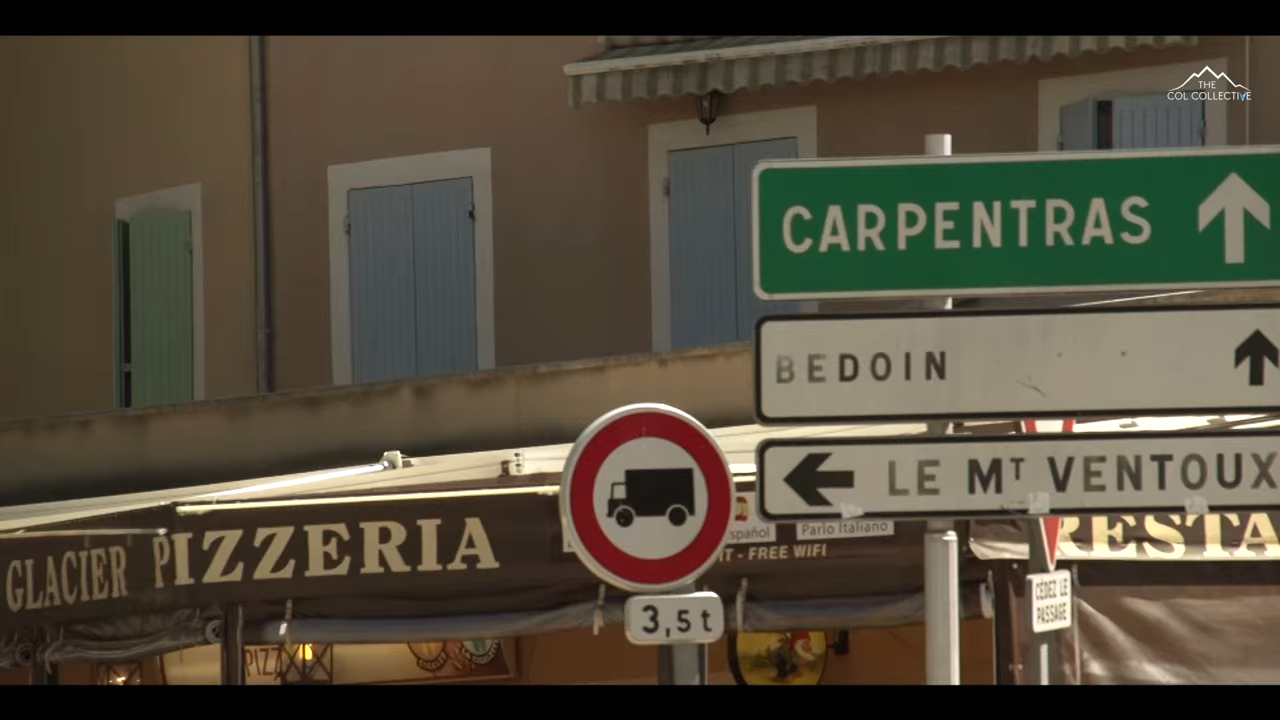 THE
COL COLLECTIVE
CARPENTRAS
BEDOIN
LE MT VENTOUX
GLACIER PIZZERIA
Español
Parlo Italiano
- FREE WIFI
RESTA
3,5t
CÉDEZ LE
PASSAGE
PIZZ